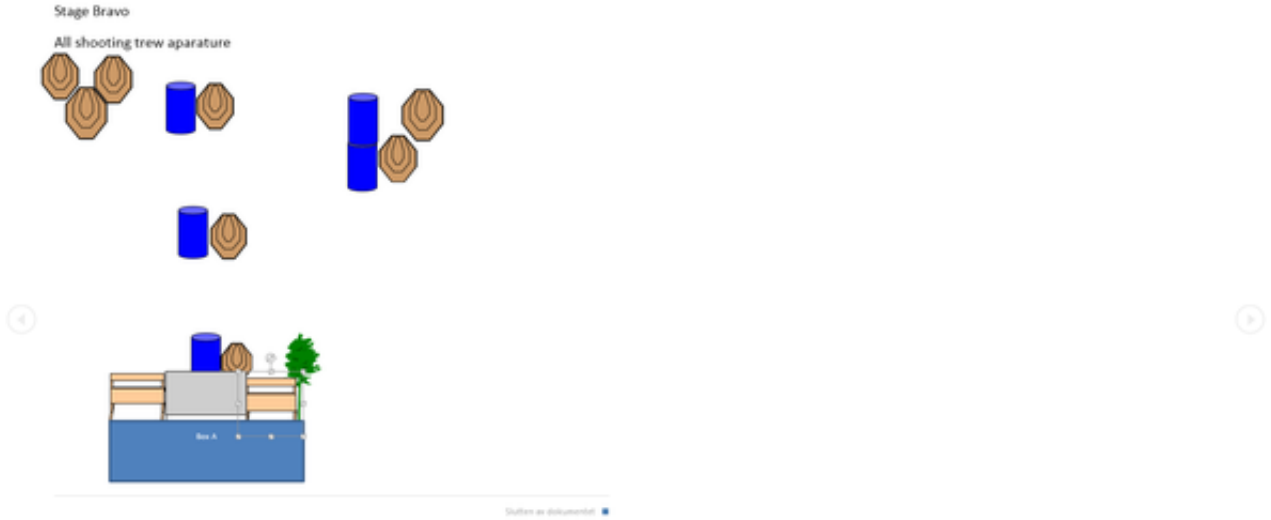 Stage Bravo
All shooting trew aparature
Box A
Slutten av dokumentet